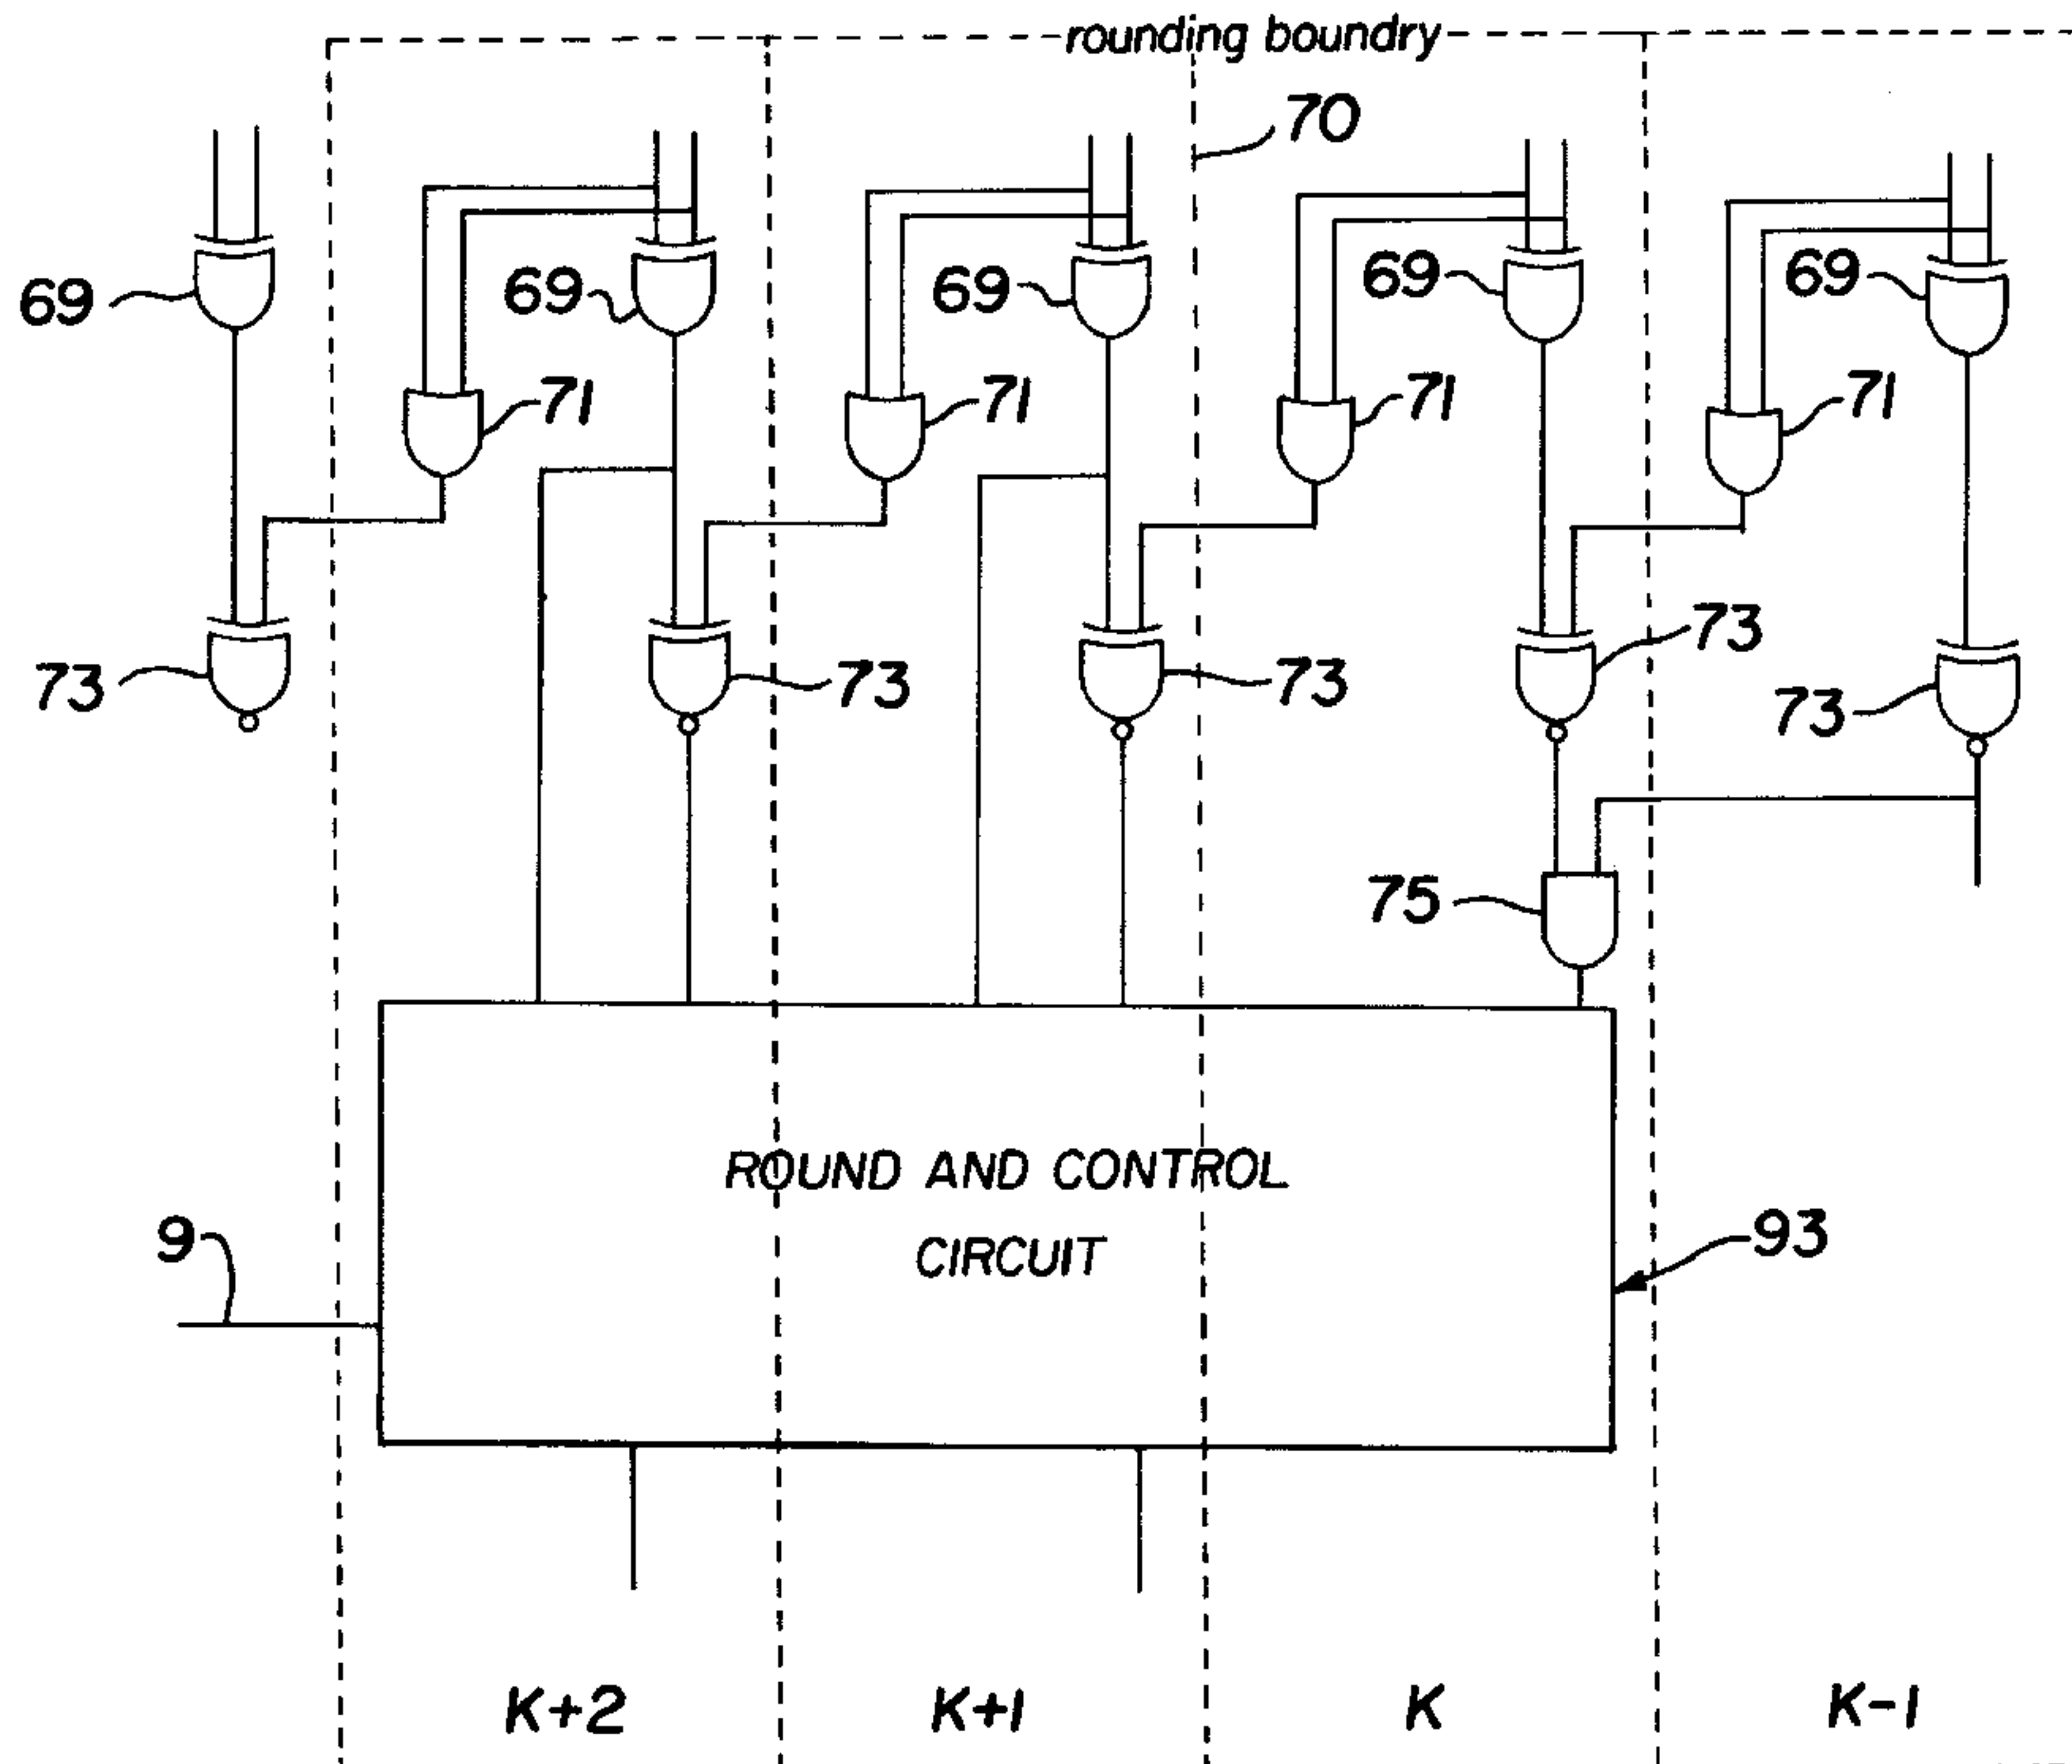 rounding boundry
70
69
69
69
69
69
71
71
71
71
73
73
73
73
73
75
ROUND AND CONTROL
CIRCUIT
9
93
K+2
K+1
K
K-1